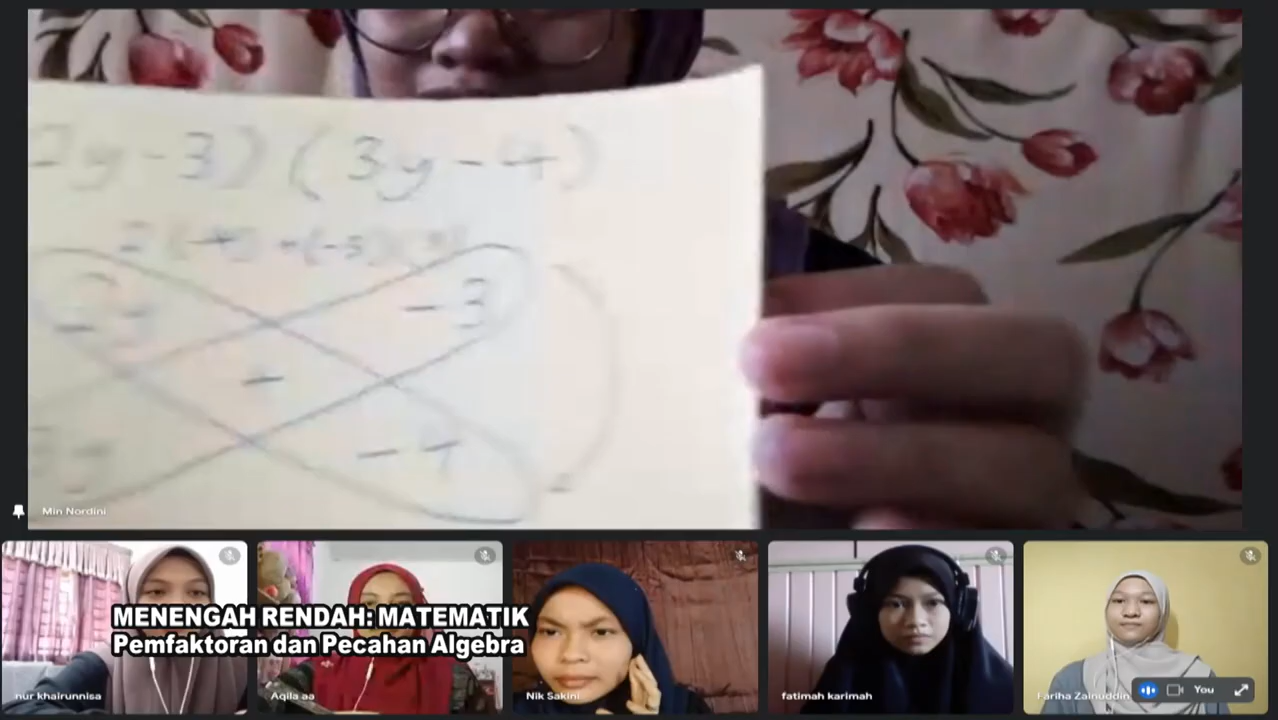 2y - 3) ( 3y - 4 )
- 3
-
- 4
Min Nordini
MENENGAH RENDAH: MATEMATIK
Pemfaktoran dan Pecahan Algebra
nur khairunnisa
Aqila aa
Nik Sakini
fatimah karimah
Fariha Zainuddin
You